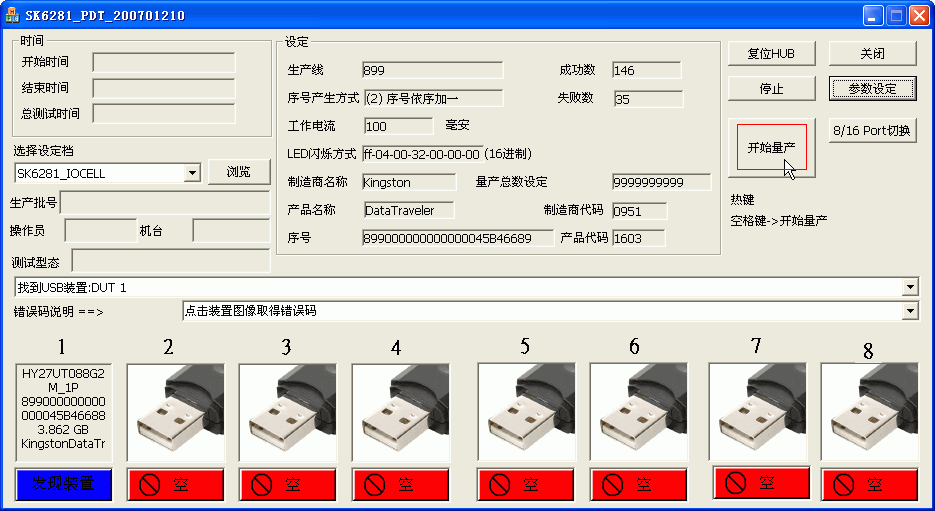 SK6281_PDT_200701210
时间
开始时间
结束时间
总测试时间
选择设定档
SK6281_IOCELL
浏览
生产批号
操作员
机台
测试型态
设定
生产线 899 成功数 146
序号产生方式 (2) 序号依序加一 失败数 35
工作电流 100 毫安
LED闪烁方式 ff-04-00-32-00-00-00 (16进制)
制造商名称 Kingston 量产总数设定 9999999999
产品名称 DataTraveler 制造商代码 0951
序号 899000000000000045B46689 产品代码 1603
复位HUB 关闭
停止 参数设定
开始量产 8/16 Port切换
热键
空格键->开始量产
找到USB装置:DUT 1
错误码说明 ==> 点击装置图像取得错误码
1 2 3 4 5 6 7 8
HY27UT088G2
M_1P
89900000000000
000045B46688
3.862 GB
KingstonDataTr
发现装置 空 空 空 空 空 空 空